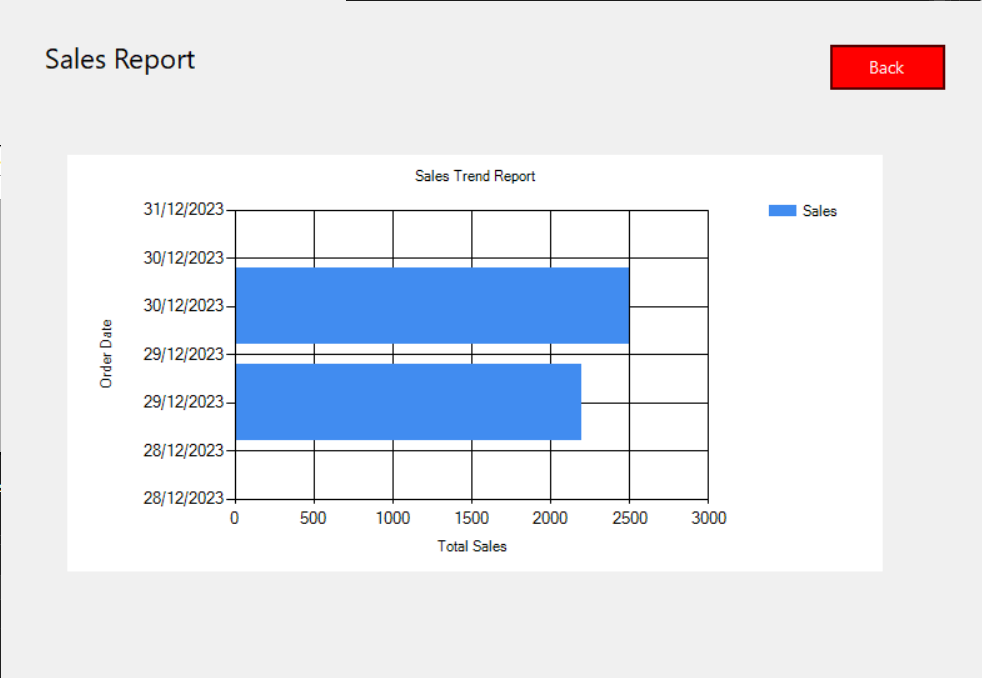 Sales Report
Back
Sales Trend Report
Sales
31/12/2023
30/12/2023
30/12/2023
29/12/2023
29/12/2023
28/12/2023
28/12/2023
Order Date
0 500 1000 1500 2000 2500 3000
Total Sales